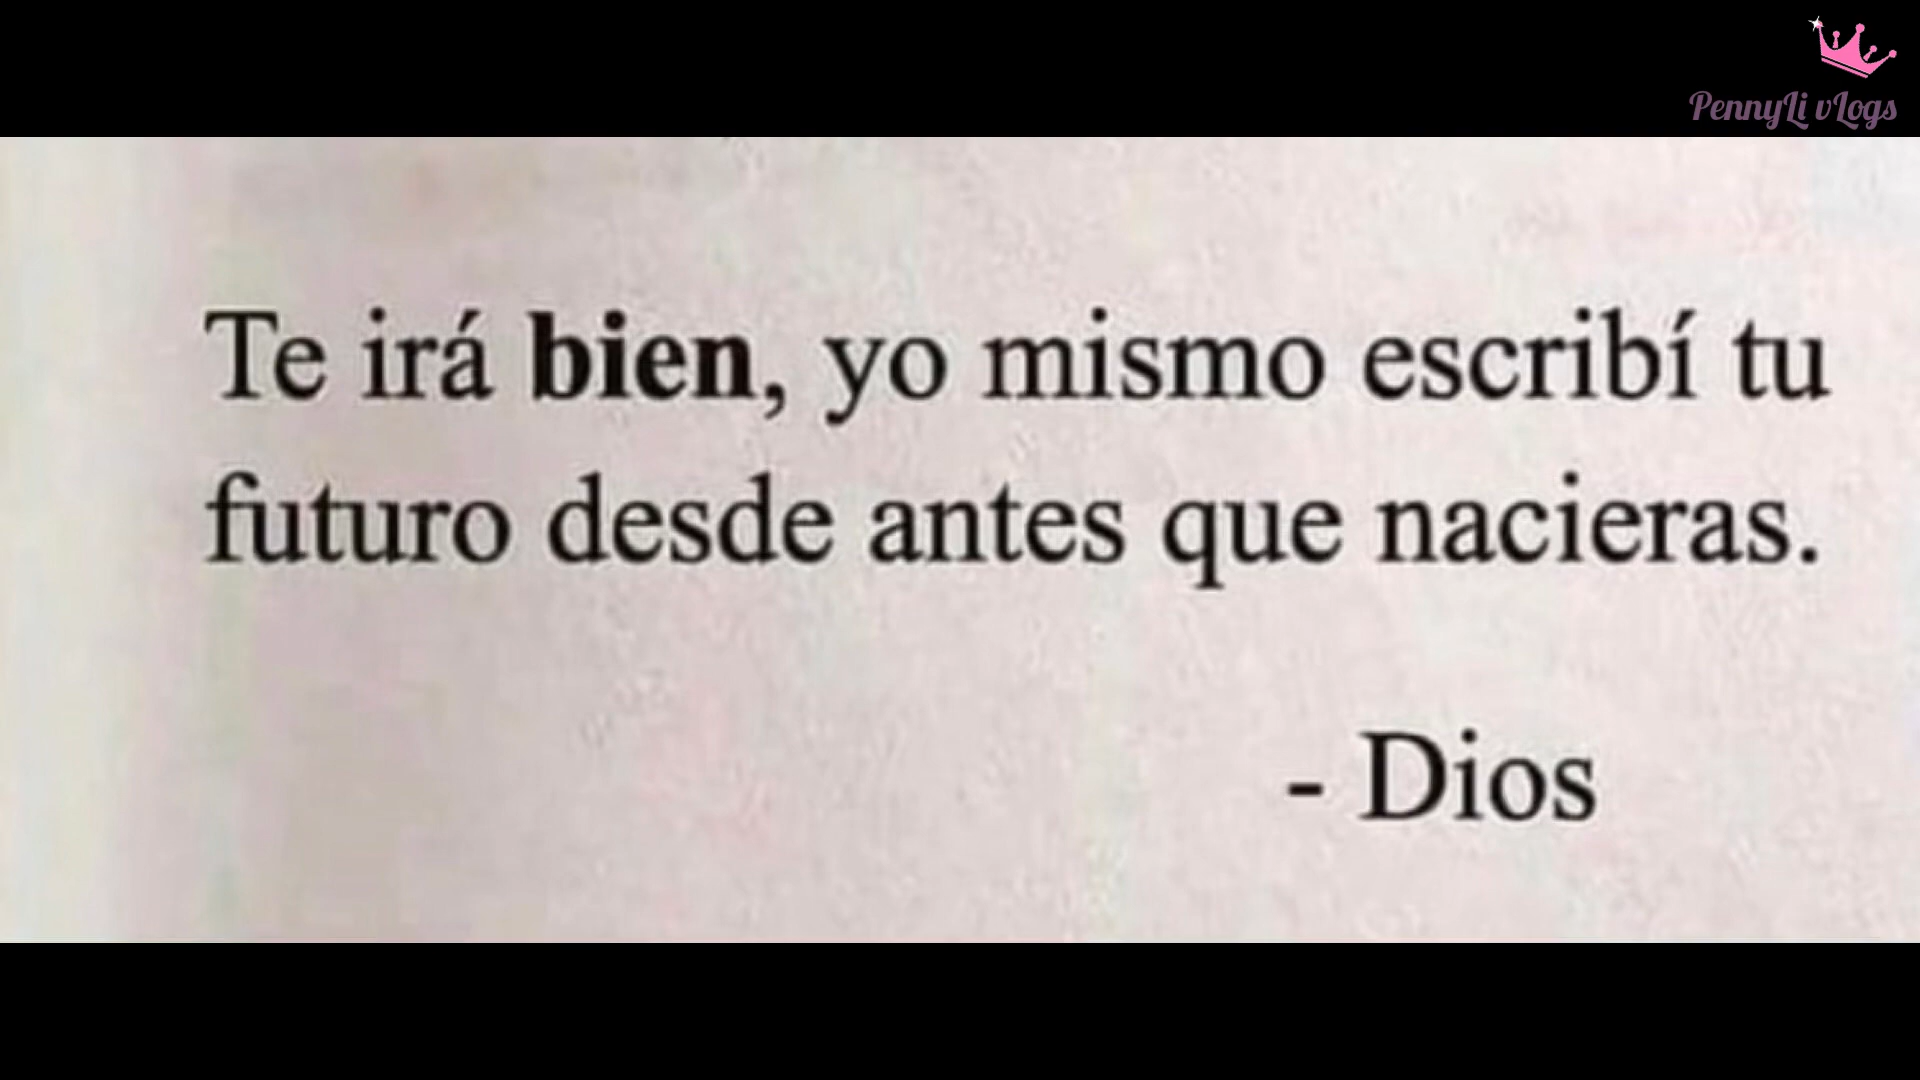 PennyLi vLogs
Te irá bien, yo mismo escribí tu
futuro desde antes que nacieras.
- Dios